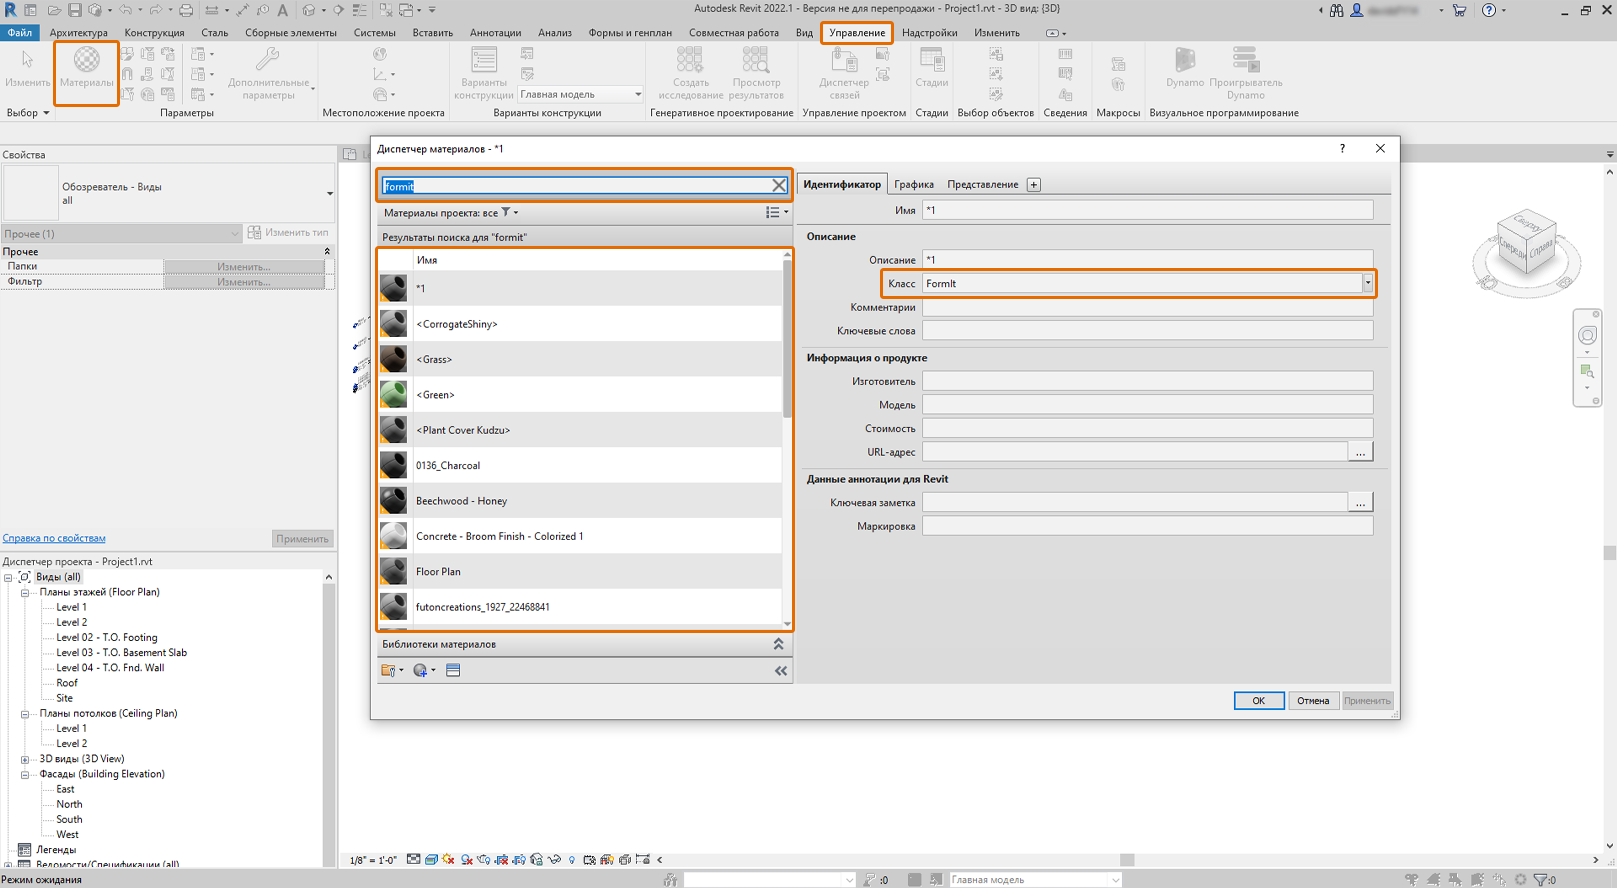 Autodesk Revit 2022.1 - Версия не для перепродажи - Project1.rvt - 3D вид: {3D}
Файл Архитектура Конструкция Сталь Сборные элементы Системы Вставить Аннотации Анализ Формы и генплан Совместная работа Вид Управление Надстройки Изменить
Изменить Материалы Дополнительные параметры Варианты конструкции Главная модель Создать исследование Просмотр результатов Диспетчер связей Стадии Dynamo Проигрыватель Dynamo
Выбор Параметры Местоположение проекта Варианты конструкции Генеративное проектирование Управление проектом Стадии Выбор объектов Сведения Макросы Визуальное программирование
Свойства
Обозреватель - Виды
all
Прочее (1) Изменить тип
Прочее
Папки Изменить...
Фильтр Изменить...
Справка по свойствам Применить
Диспетчер проекта - Project1.rvt
Виды (all)
Планы этажей (Floor Plan)
Level 1
Level 2
Level 02 - T.O. Footing
Level 03 - T.O. Basement Slab
Level 04 - T.O. Fnd. Wall
Roof
Site
Планы потолков (Ceiling Plan)
Level 1
Level 2
3D виды (3D View)
Фасады (Building Elevation)
East
North
South
West
Легенды
Ведомости/Спецификации (all)
Диспетчер материалов - *1
formit
Материалы проекта: все
Результаты поиска для "formit"
Имя
*1
<CorrogateShiny>
<Grass>
<Green>
<Plant Cover Kudzu>
0136_Charcoal
Beechwood - Honey
Concrete - Broom Finish - Colorized 1
Floor Plan
futoncreations_1927_22468841
Библиотеки материалов
Идентификатор Графика Представление
Имя *1
Описание
Описание *1
Класс FormIt
Комментарии
Ключевые слова
Информация о продукте
Изготовитель
Модель
Стоимость
URL-адрес ...
Данные аннотации для Revit
Ключевая заметка ...
Маркировка
ОК Отмена Применить
Сверху
Спереди Справа
1/8" = 1'-0"
Режим ожидания :0 Главная модель :0